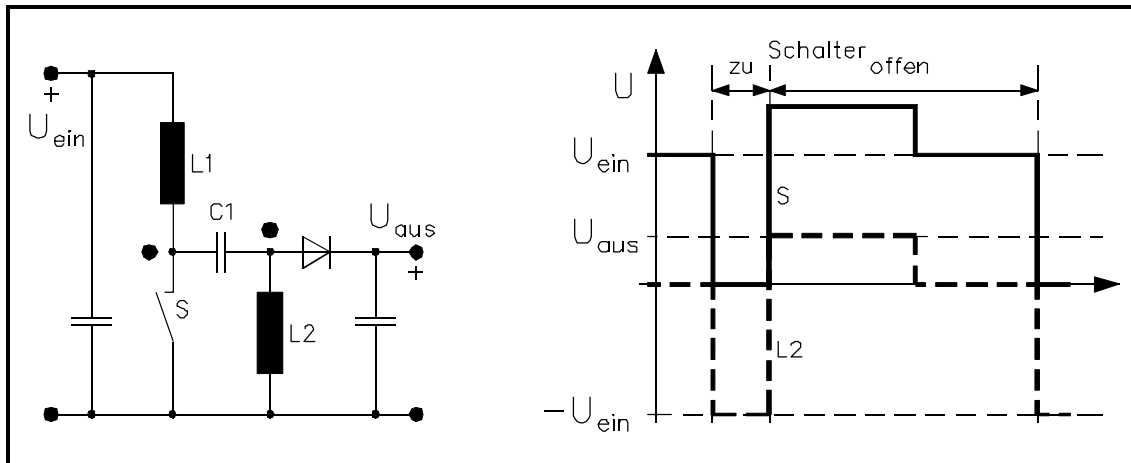 +
U ein
L1
C1
U aus
+
S
L2
Schalter
zu
offen
U
U ein
S
U aus
L2
-U ein